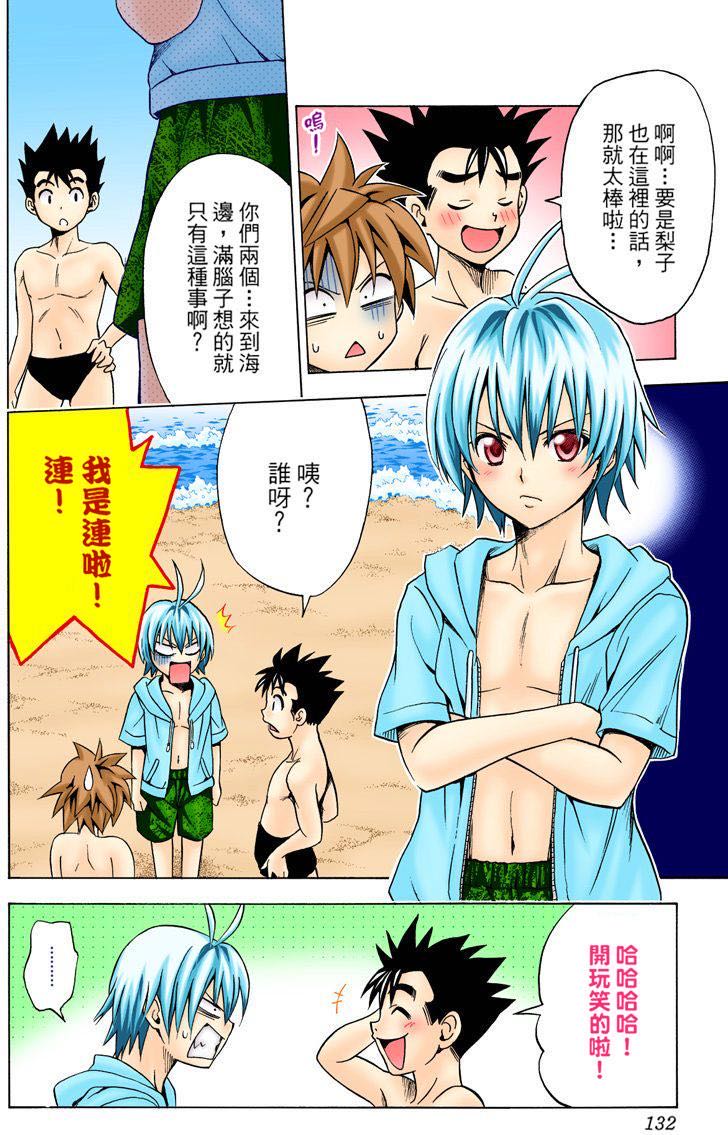 啊啊…要是梨子
也在這裡的話，
那就太棒啦…
嗚！
你們兩個…來到海
邊，滿腦子想的就
只有這種事啊？
咦？
誰呀？
我是連啦！
連！
哈哈哈哈！
開玩笑的啦！
……
132